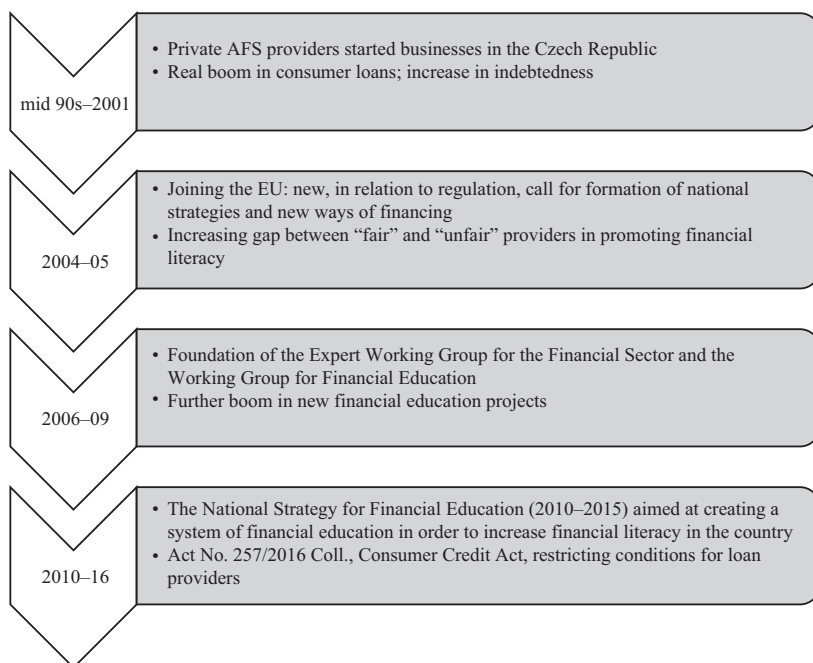 mid 90s–2001
• Private AFS providers started businesses in the Czech Republic
• Real boom in consumer loans; increase in indebtedness
2004–05
• Joining the EU: new, in relation to regulation, call for formation of national
strategies and new ways of financing
• Increasing gap between “fair” and “unfair” providers in promoting financial
literacy
2006–09
• Foundation of the Expert Working Group for the Financial Sector and the
Working Group for Financial Education
• Further boom in new financial education projects
2010–16
• The National Strategy for Financial Education (2010–2015) aimed at creating a
system of financial education in order to increase financial literacy in the country
• Act No. 257/2016 Coll., Consumer Credit Act, restricting conditions for loan
providers